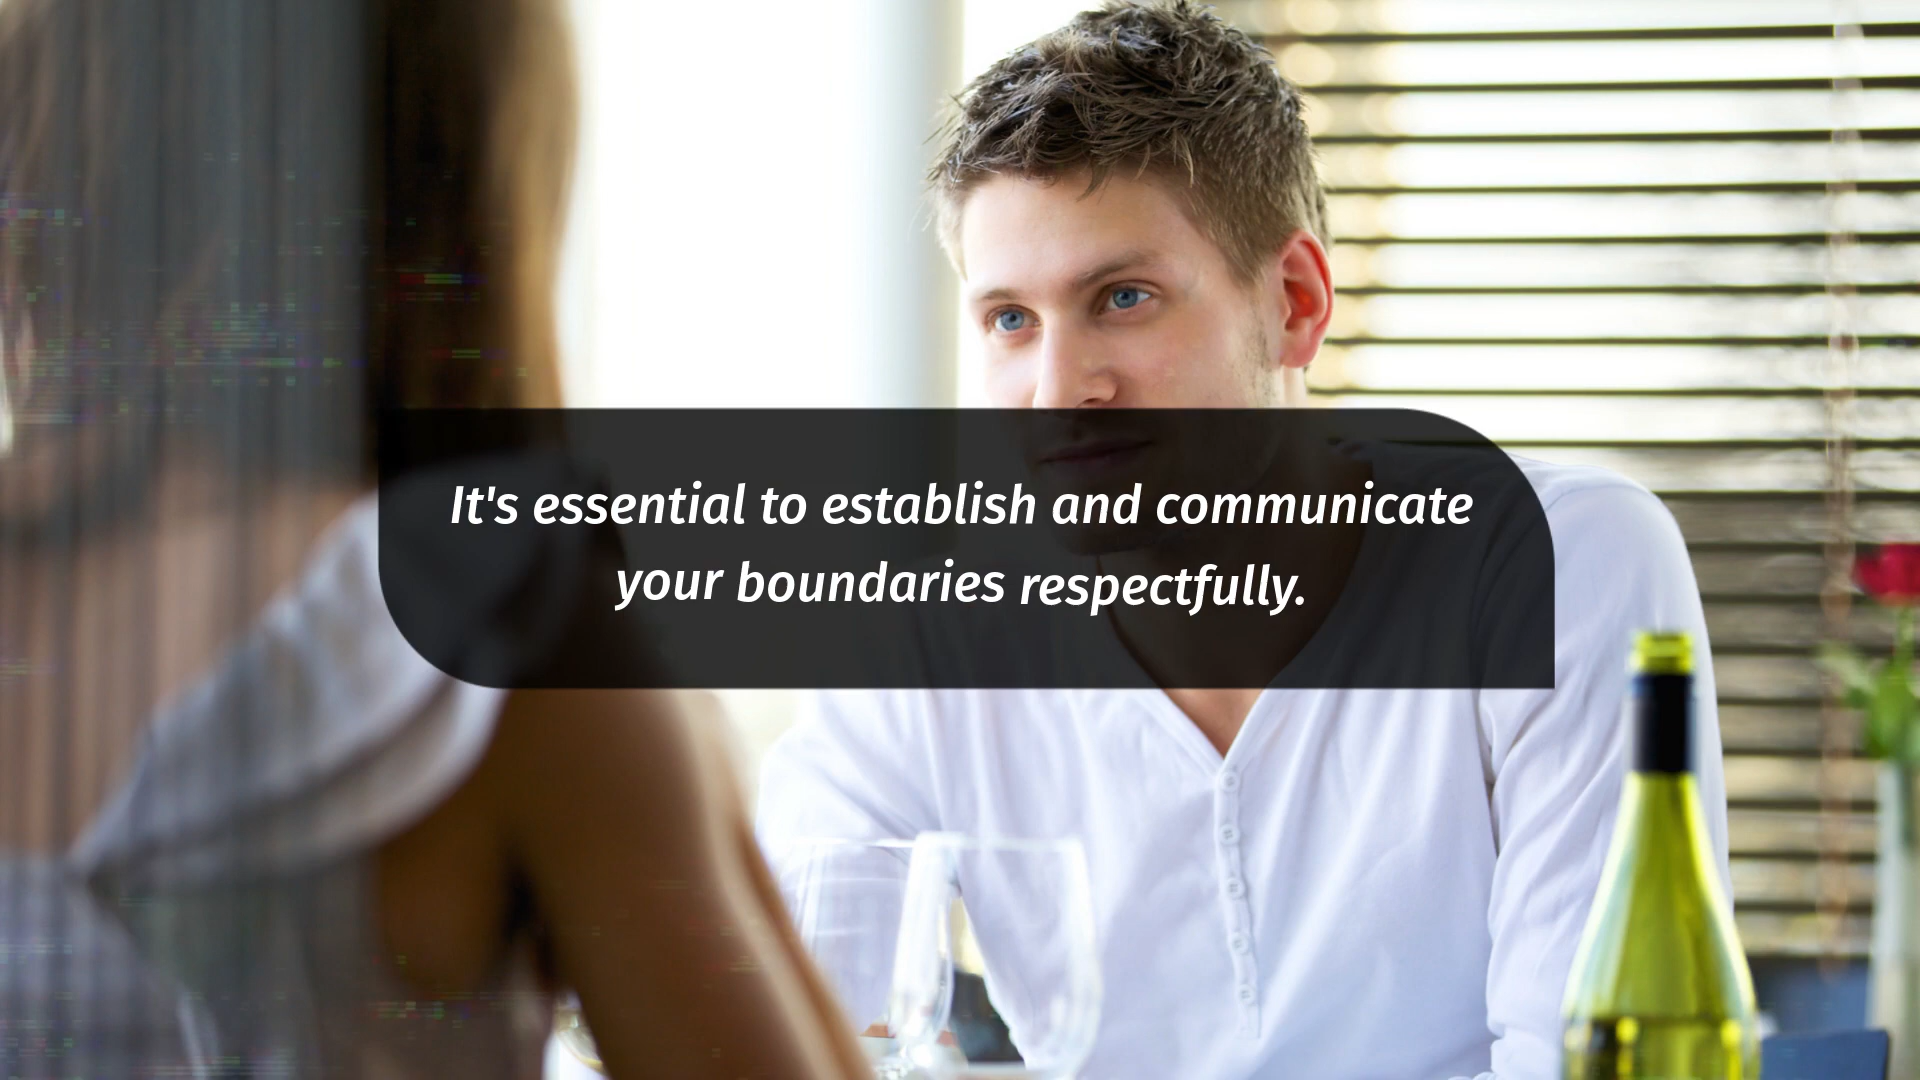 It's essential to establish and communicate
your boundaries respectfully.